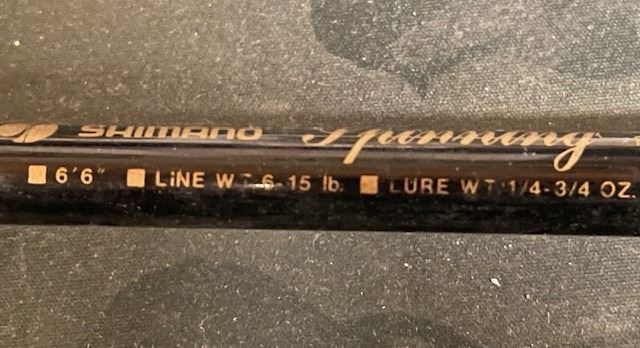 SHIMANO Spinning
6'6" LiNE WT 6-15 lb. LURE WT 1/4-3/4 OZ.